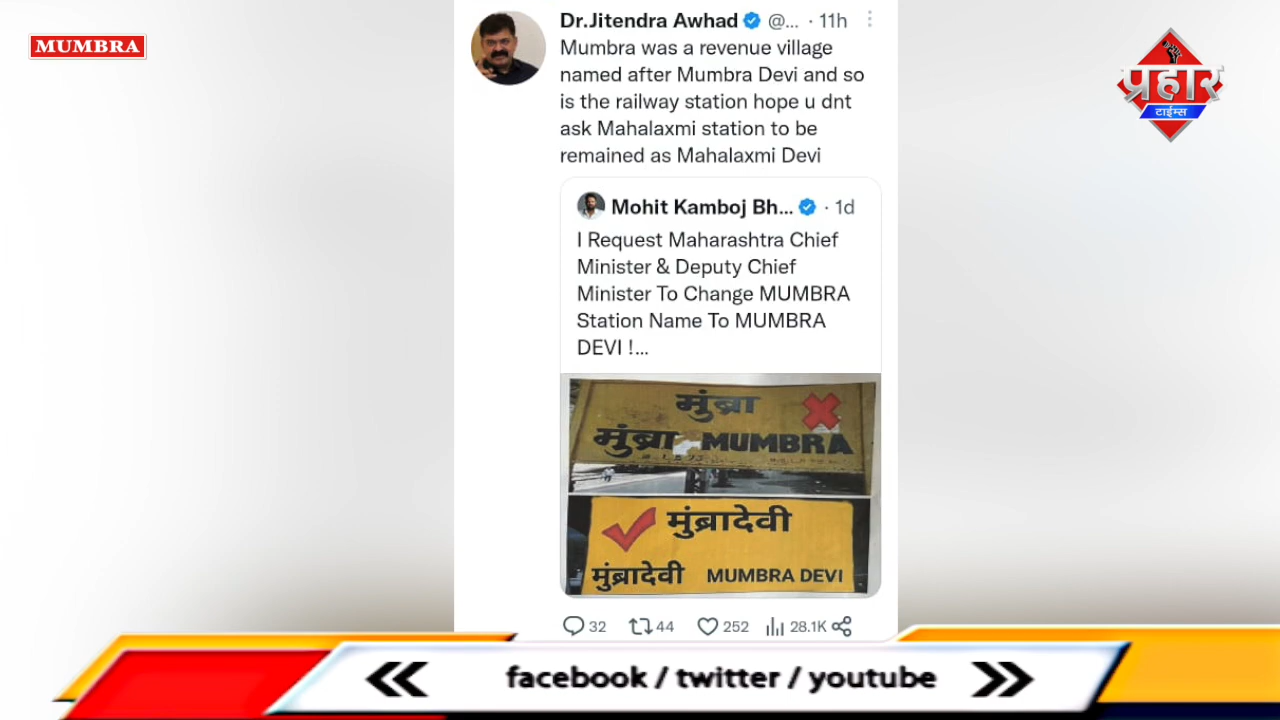 MUMBRA
Dr.Jitendra Awhad @... · 11h
Mumbra was a revenue village
named after Mumbra Devi and so
is the railway station hope u dnt
ask Mahalaxmi station to be
remained as Mahalaxmi Devi
Mohit Kamboj Bh... · 1d
I Request Maharashtra Chief
Minister & Deputy Chief
Minister To Change MUMBRA
Station Name To MUMBRA
DEVI !...
मुंब्रा
मुंब्रा MUMBRA
मुंब्रादेवी
मुंब्रादेवी MUMBRA DEVI
32 44 252 28.1K
प्रहार
टाईम्स
facebook / twitter / youtube